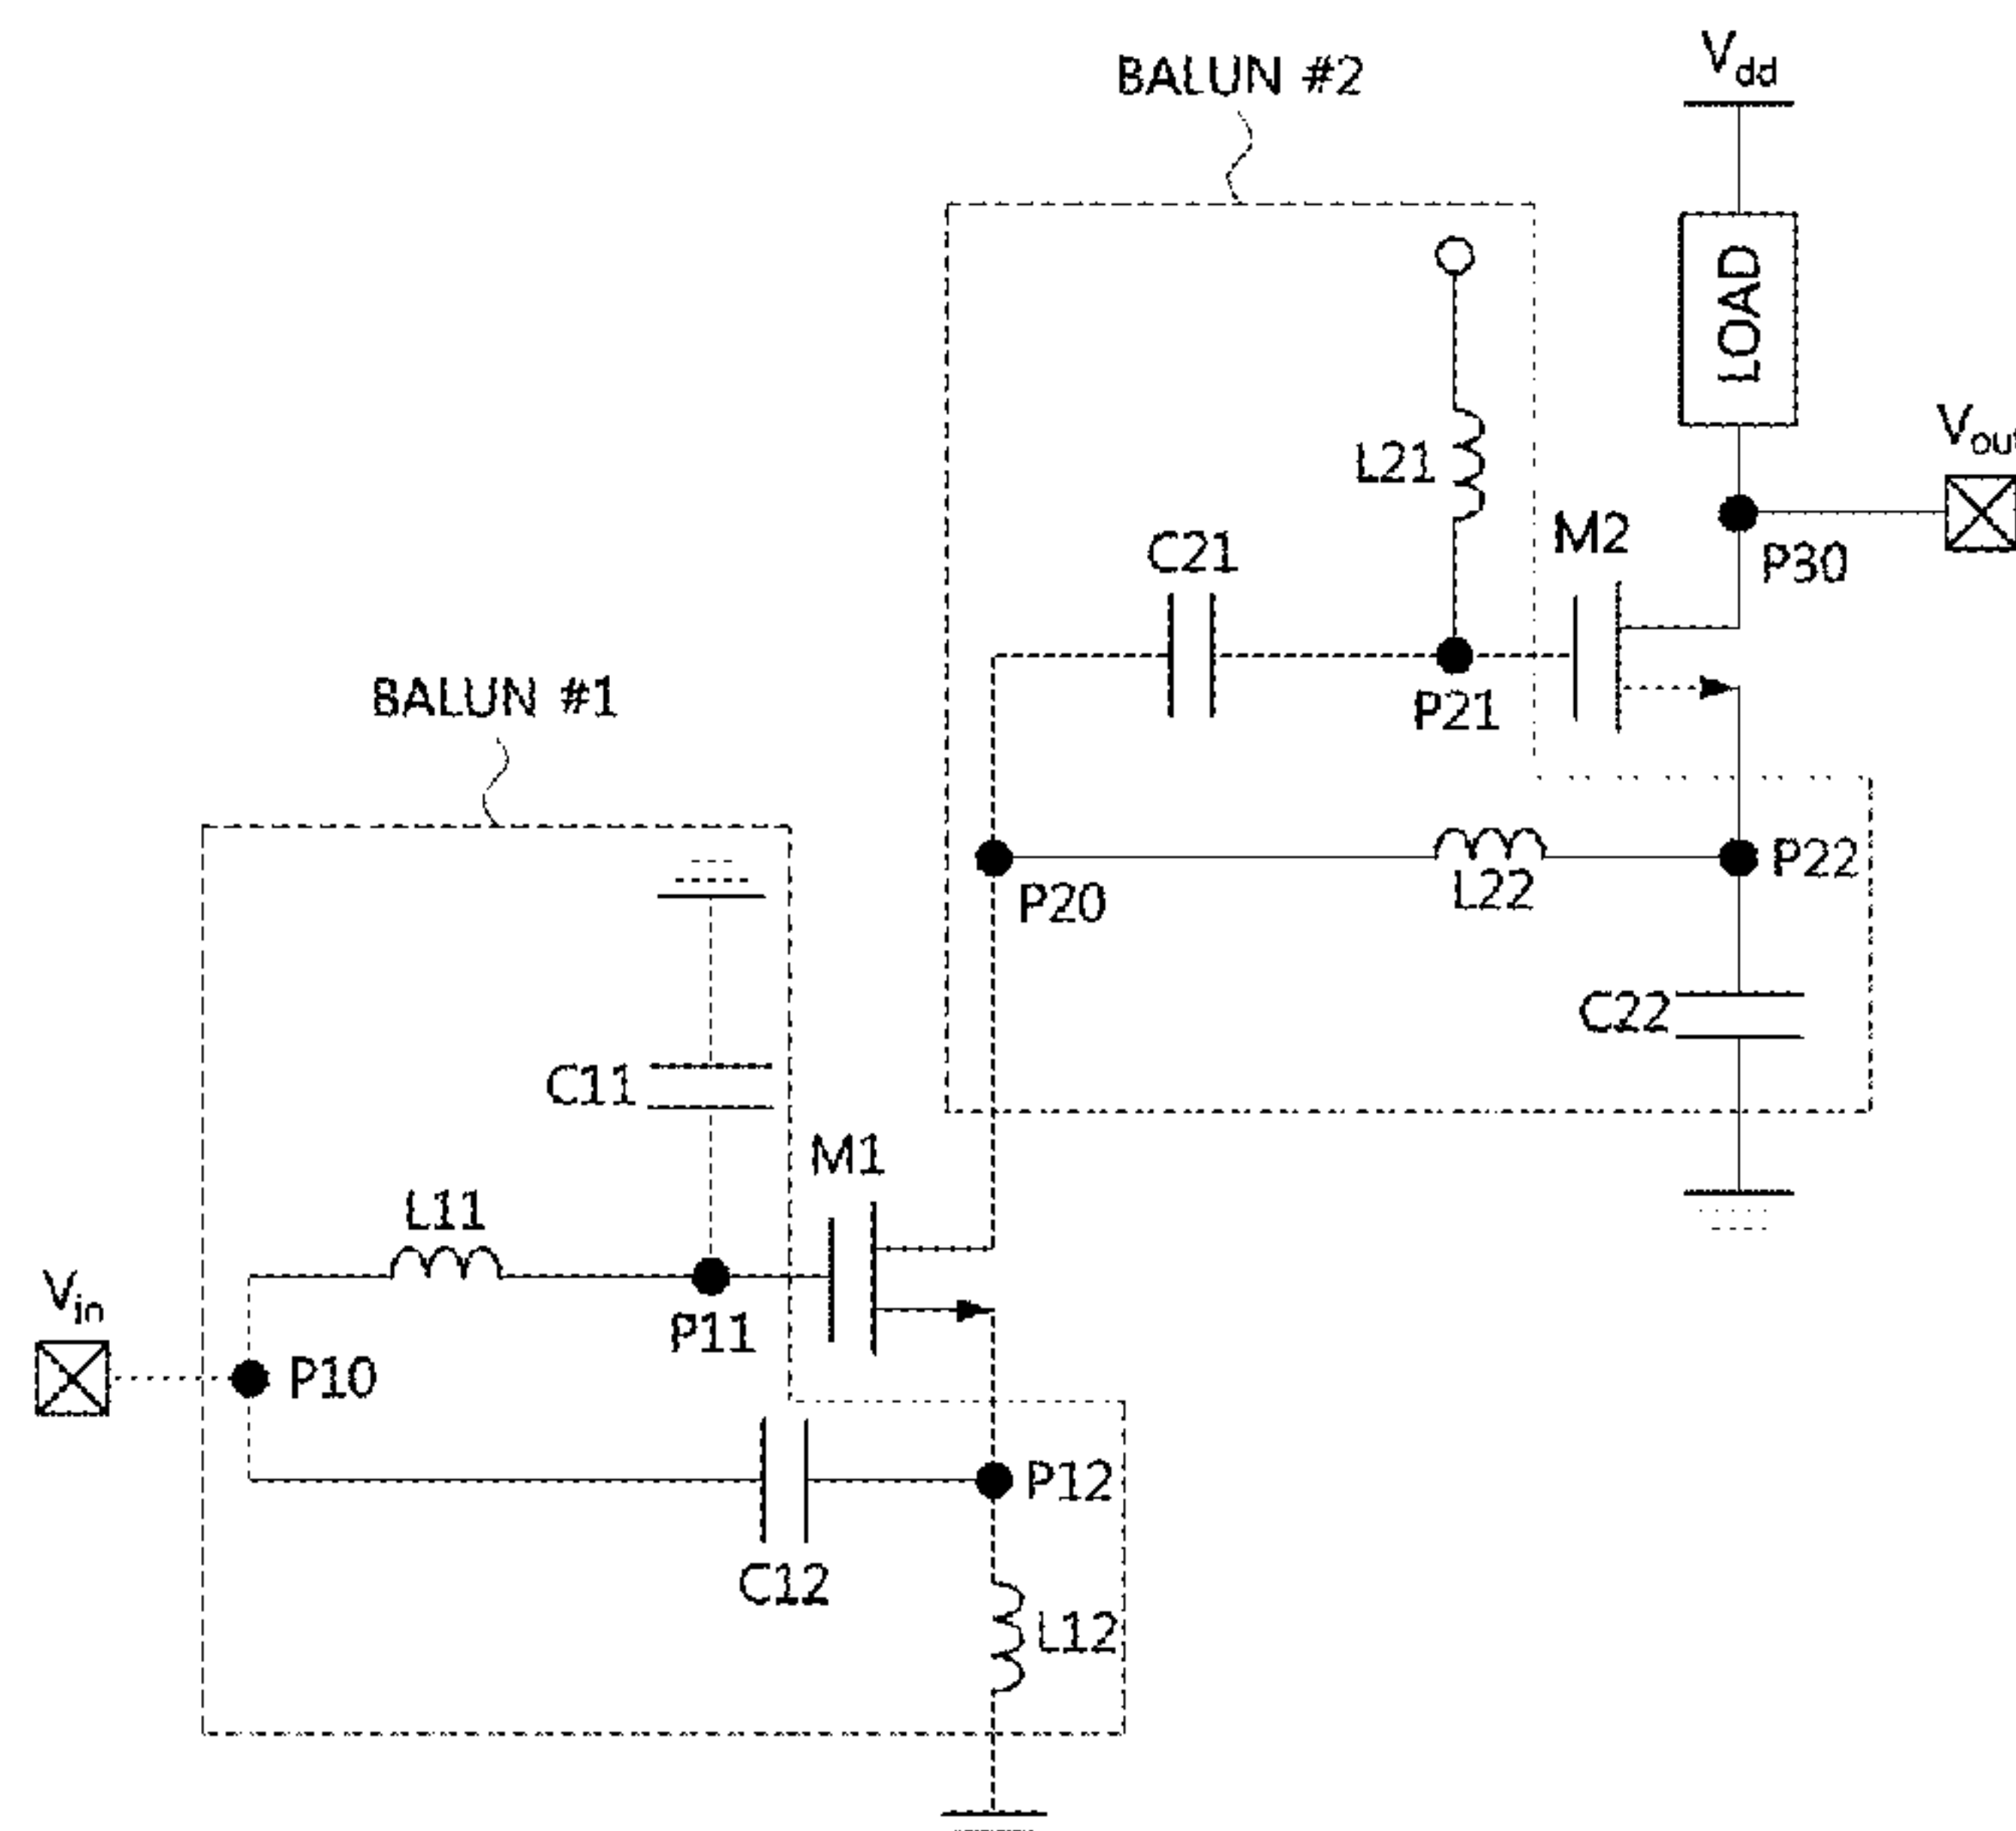 BALUN #2
Vdd
LOAD
L21
Vout
M2
C21
P30
BALUN #1
P21
P22
P20
L22
C22
C11
M1
L11
Vin
P11
P10
P12
C12
L12